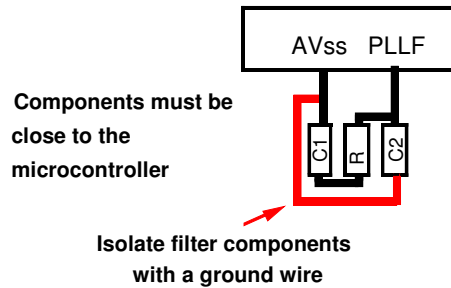 AVss PLLF
Components must be
close to the
microcontroller
C1
R
C2
Isolate filter components
with a ground wire